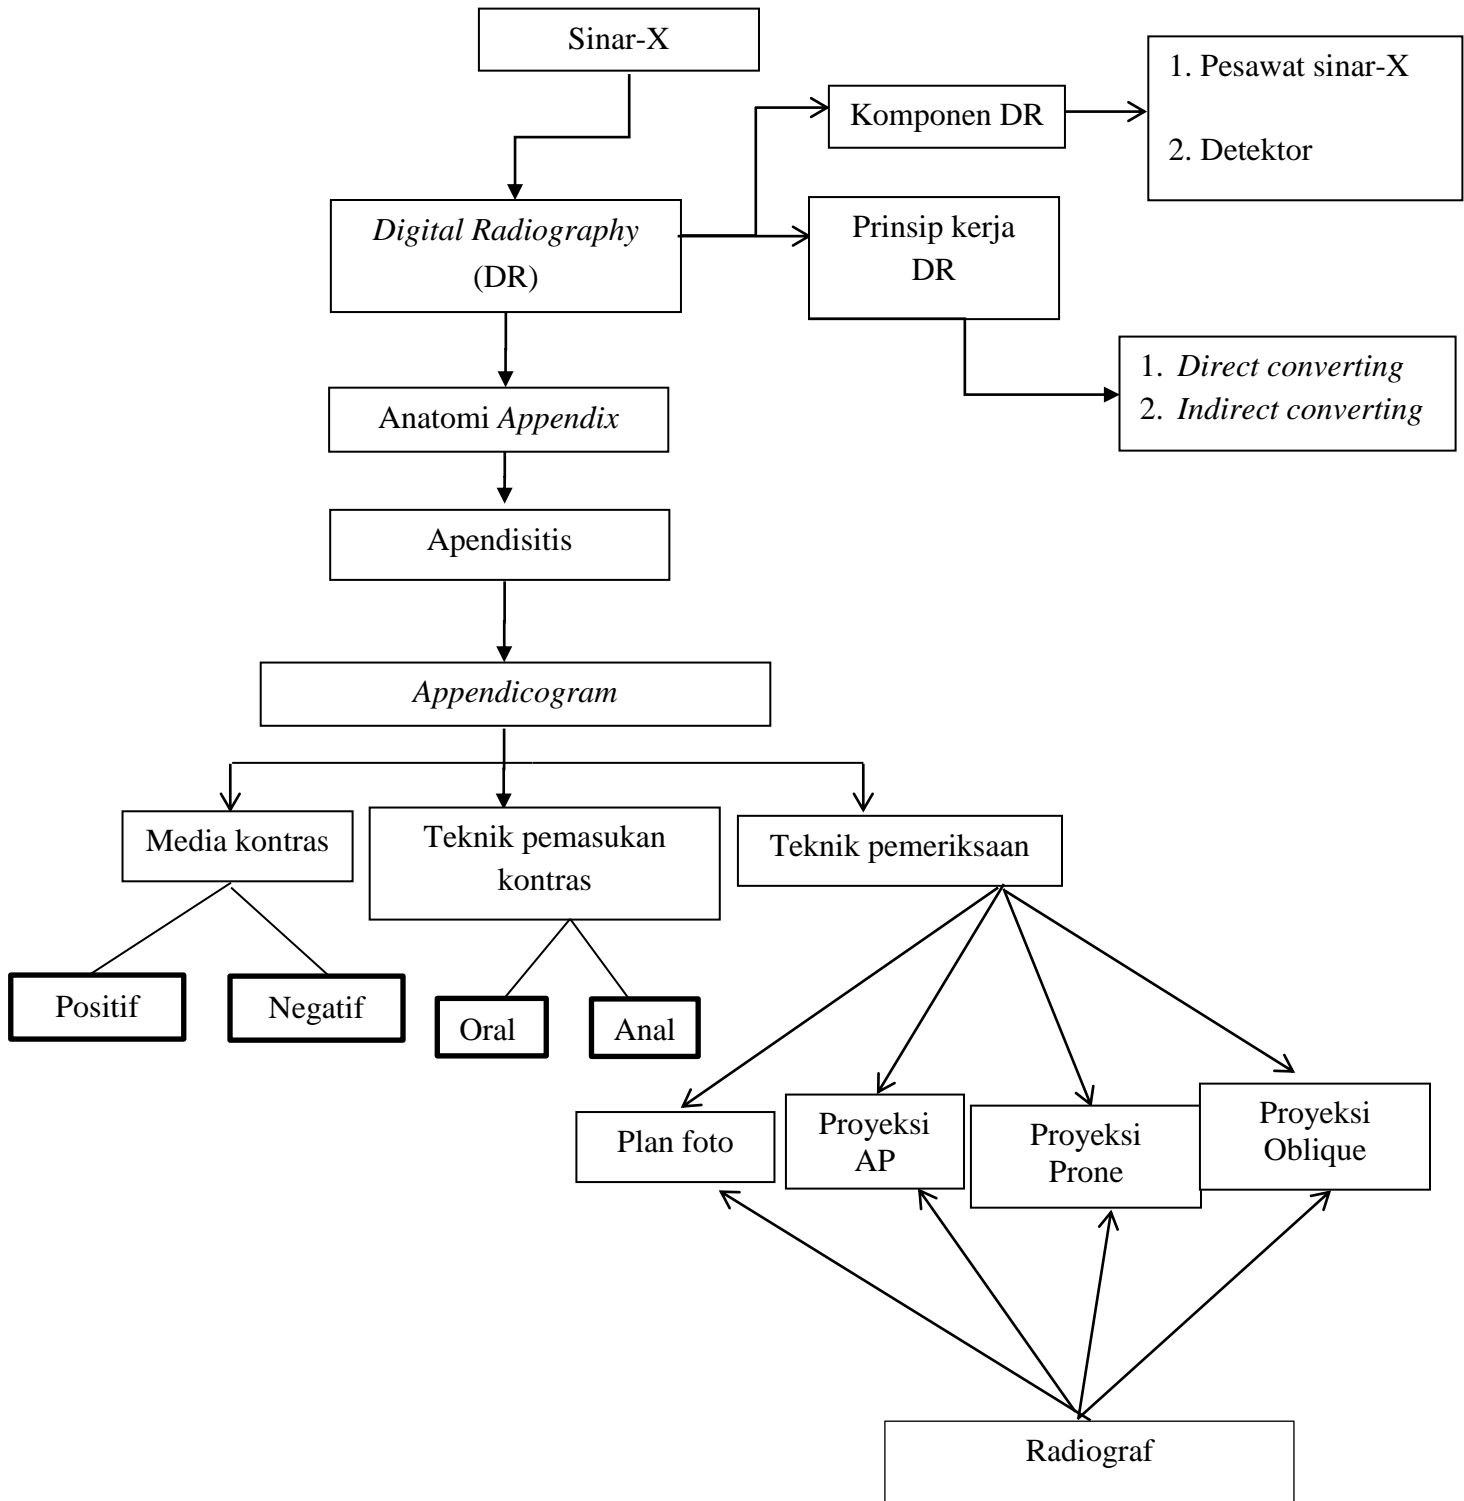 Sinar-X
1. Pesawat sinar-X
Komponen DR
2. Detektor
Digital Radiography
(DR)
Prinsip kerja
DR
1. Direct converting
2. Indirect converting
Anatomi Appendix
Apendisitis
Appendicogram
Media kontras
Teknik pemasukan
kontras
Teknik pemeriksaan
Positif
Negatif
Oral
Anal
Plan foto
Proyeksi
AP
Proyeksi
Prone
Proyeksi
Oblique
Radiograf